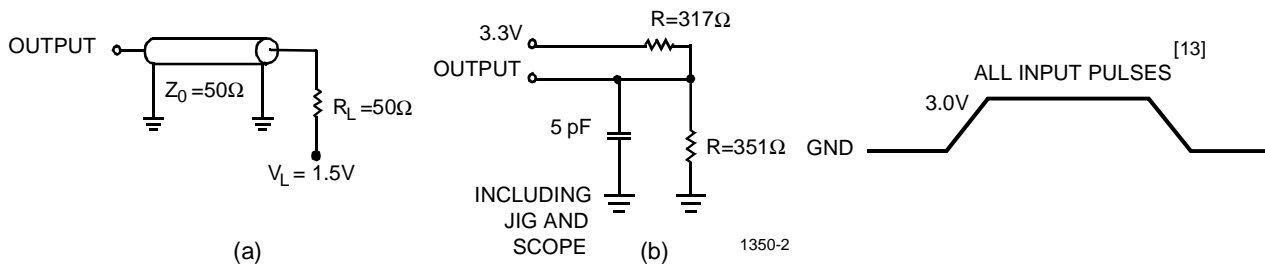 OUTPUT
Z0 =50Ω
RL =50Ω
VL = 1.5V
(a)
R=317Ω
3.3V
OUTPUT
5 pF
R=351Ω
INCLUDING
JIG AND
SCOPE
(b)
1350-2
ALL INPUT PULSES [13]
3.0V
GND